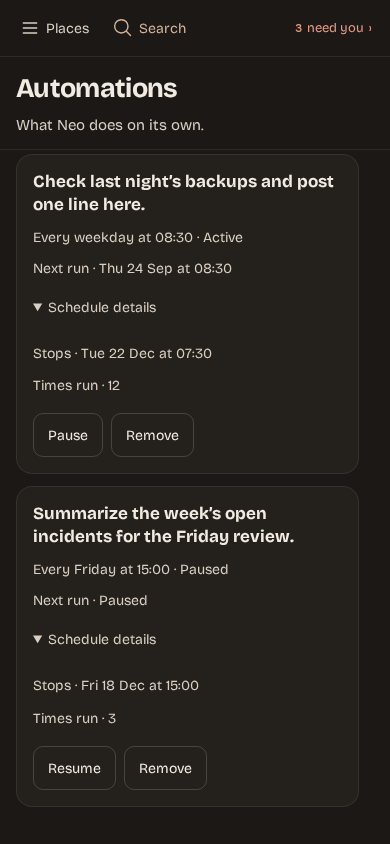 Places
Search
3 need you ›
Automations
What Neo does on its own.
Check last night’s backups and post
one line here.
Every weekday at 08:30 · Active
Next run · Thu 24 Sep at 08:30
▼ Schedule details
Stops · Tue 22 Dec at 07:30
Times run · 12
Pause
Remove
Summarize the week’s open
incidents for the Friday review.
Every Friday at 15:00 · Paused
Next run · Paused
▼ Schedule details
Stops · Fri 18 Dec at 15:00
Times run · 3
Resume
Remove